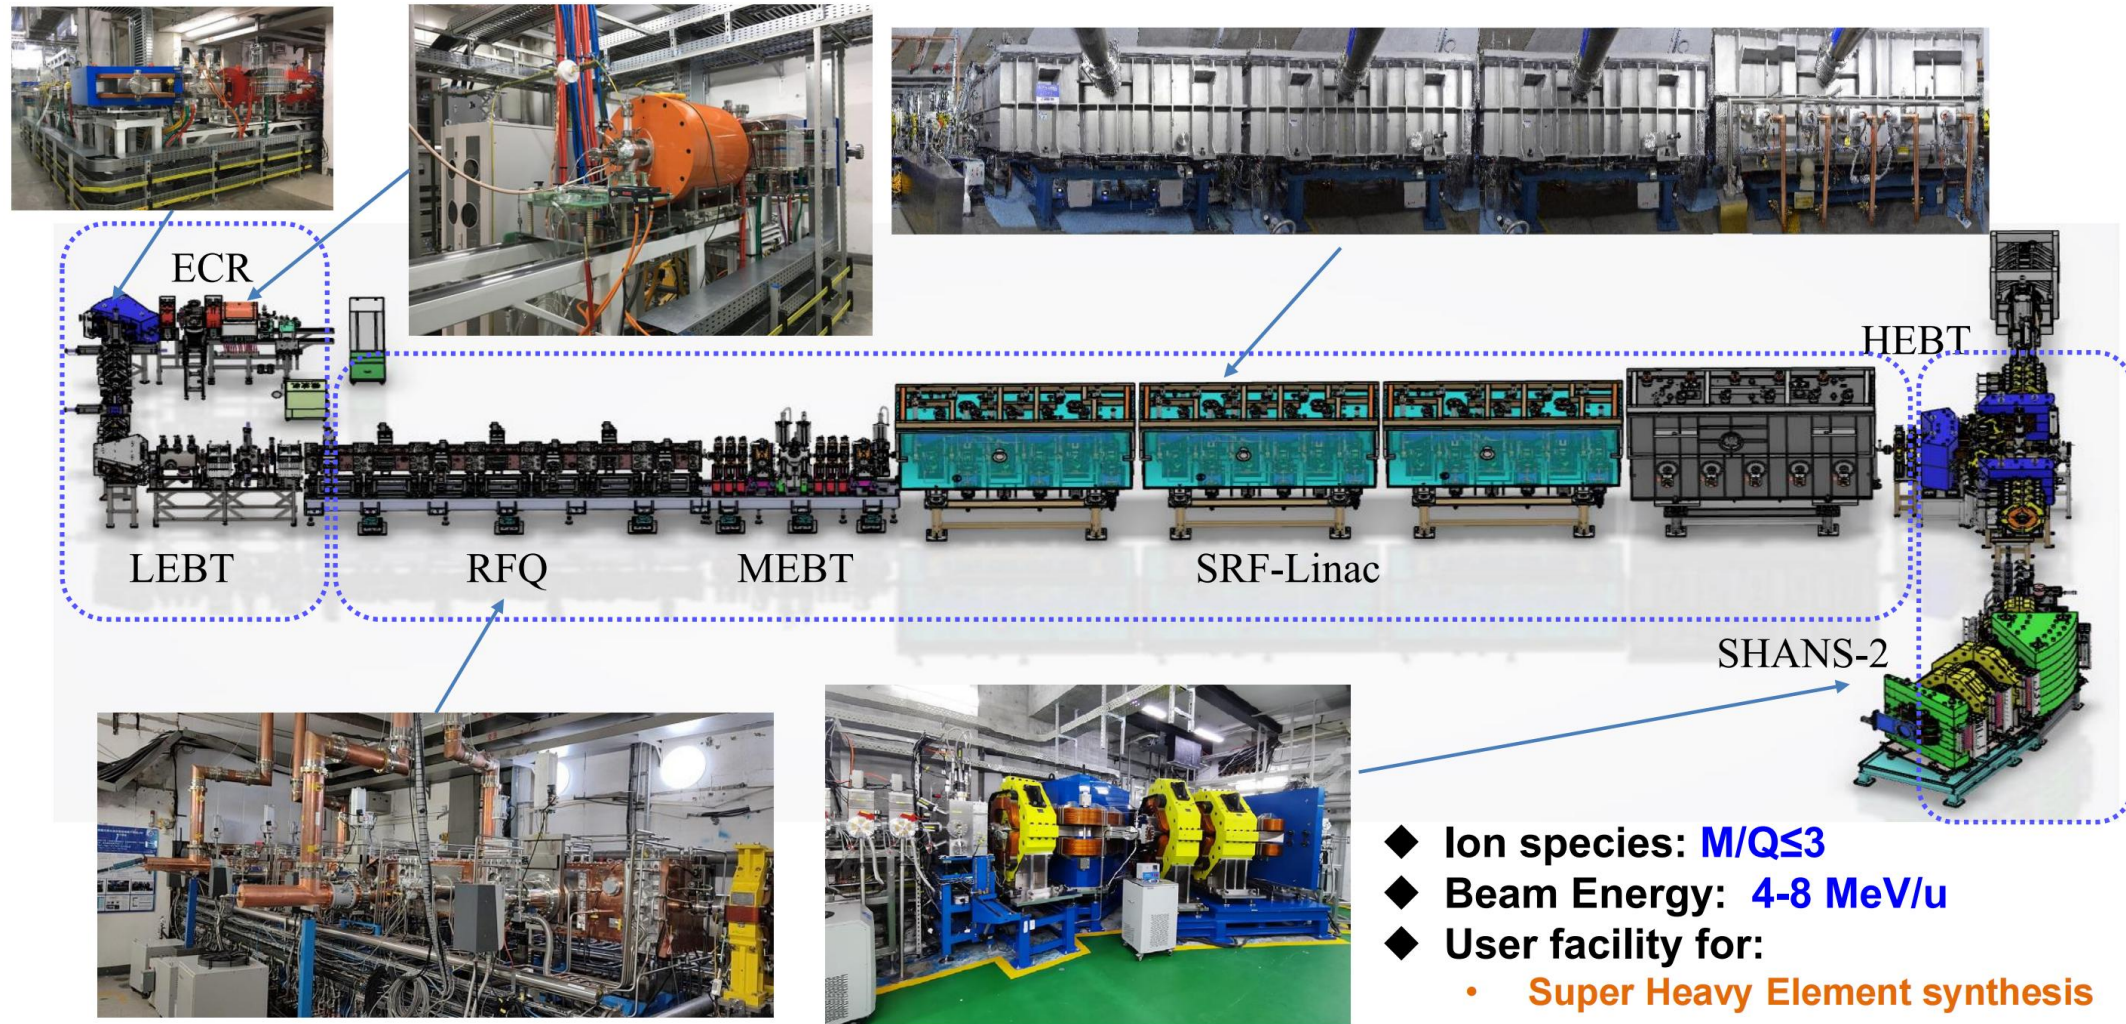 ECR
HEBT
LEBT
RFQ
MEBT
SRF-Linac
SHANS-2
◆ Ion species: M/Q≤3
◆ Beam Energy: 4-8 MeV/u
◆ User facility for:
• Super Heavy Element synthesis